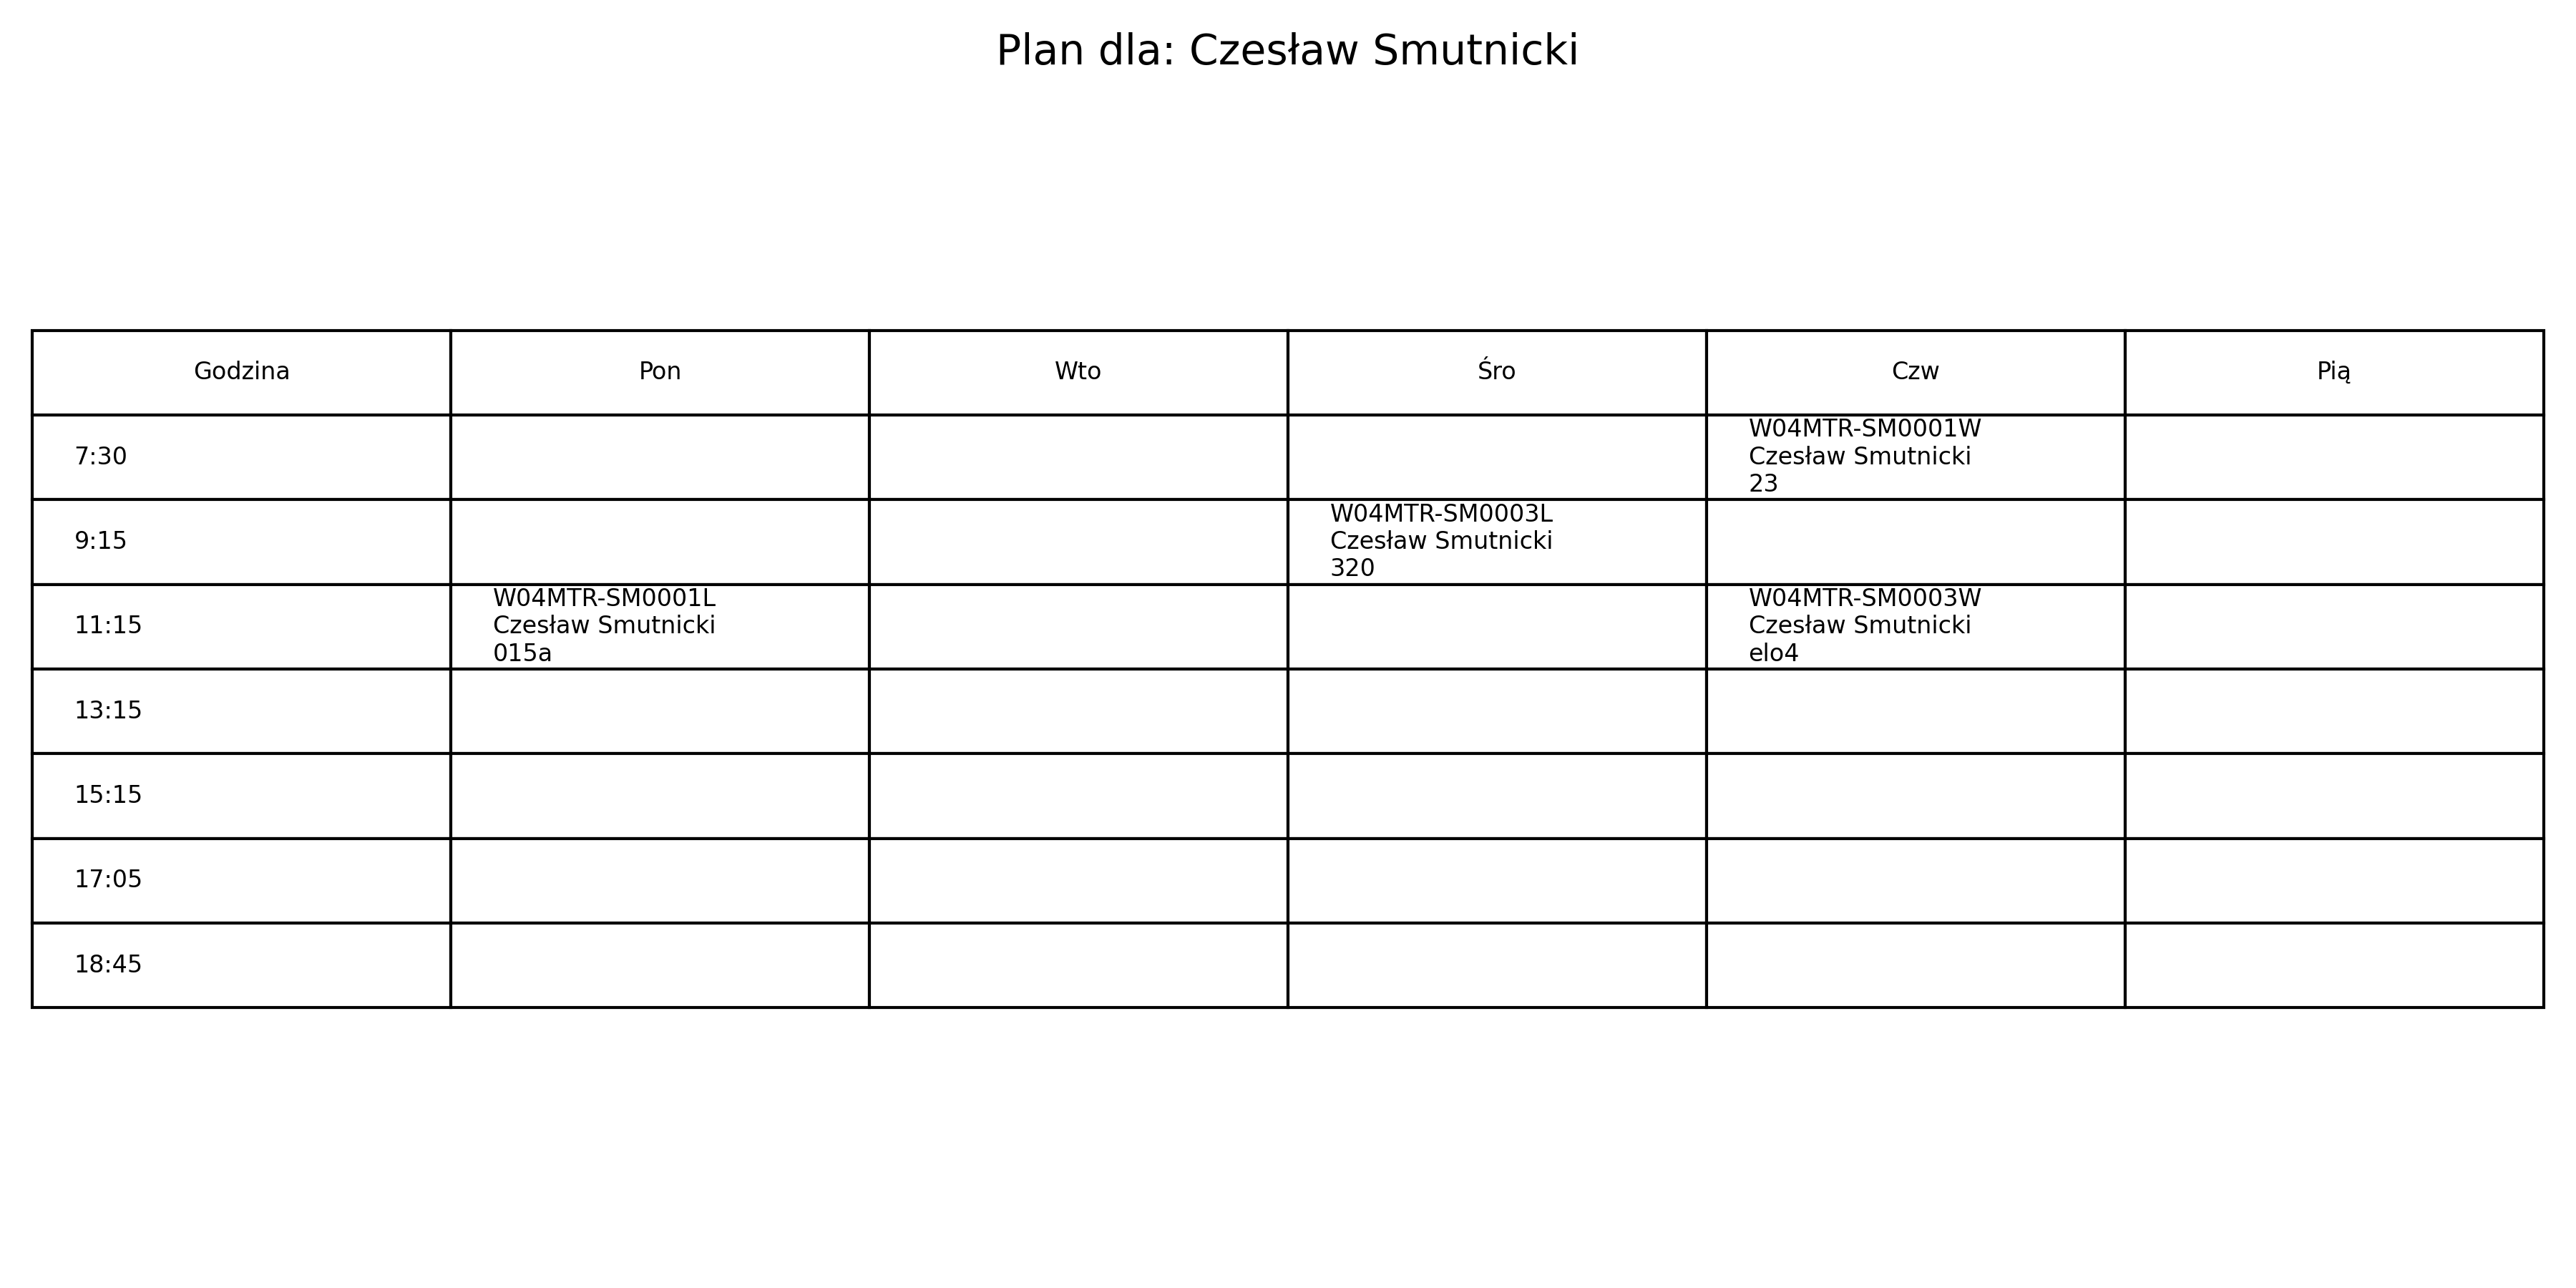 Plan dla: Czesław Smutnicki
Godzina Pon Wto Śro Czw Pią
7:30
W04MTR-SM0001W
Czesław Smutnicki
23
9:15
W04MTR-SM0003L
Czesław Smutnicki
320
11:15
W04MTR-SM0001L
Czesław Smutnicki
015a
W04MTR-SM0003W
Czesław Smutnicki
elo4
13:15
15:15
17:05
18:45